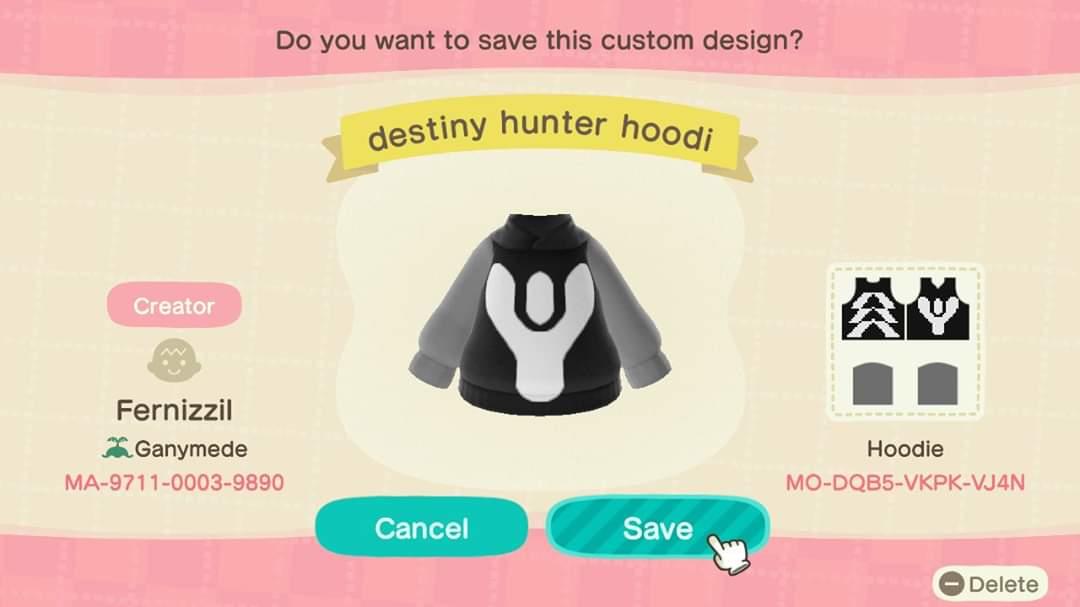 Do you want to save this custom design?
destiny hunter hoodi
Creator
Fernizzil
Ganymede
MA-9711-0003-9890
Hoodie
MO-DQB5-VKPK-VJ4N
Cancel
Save
Delete